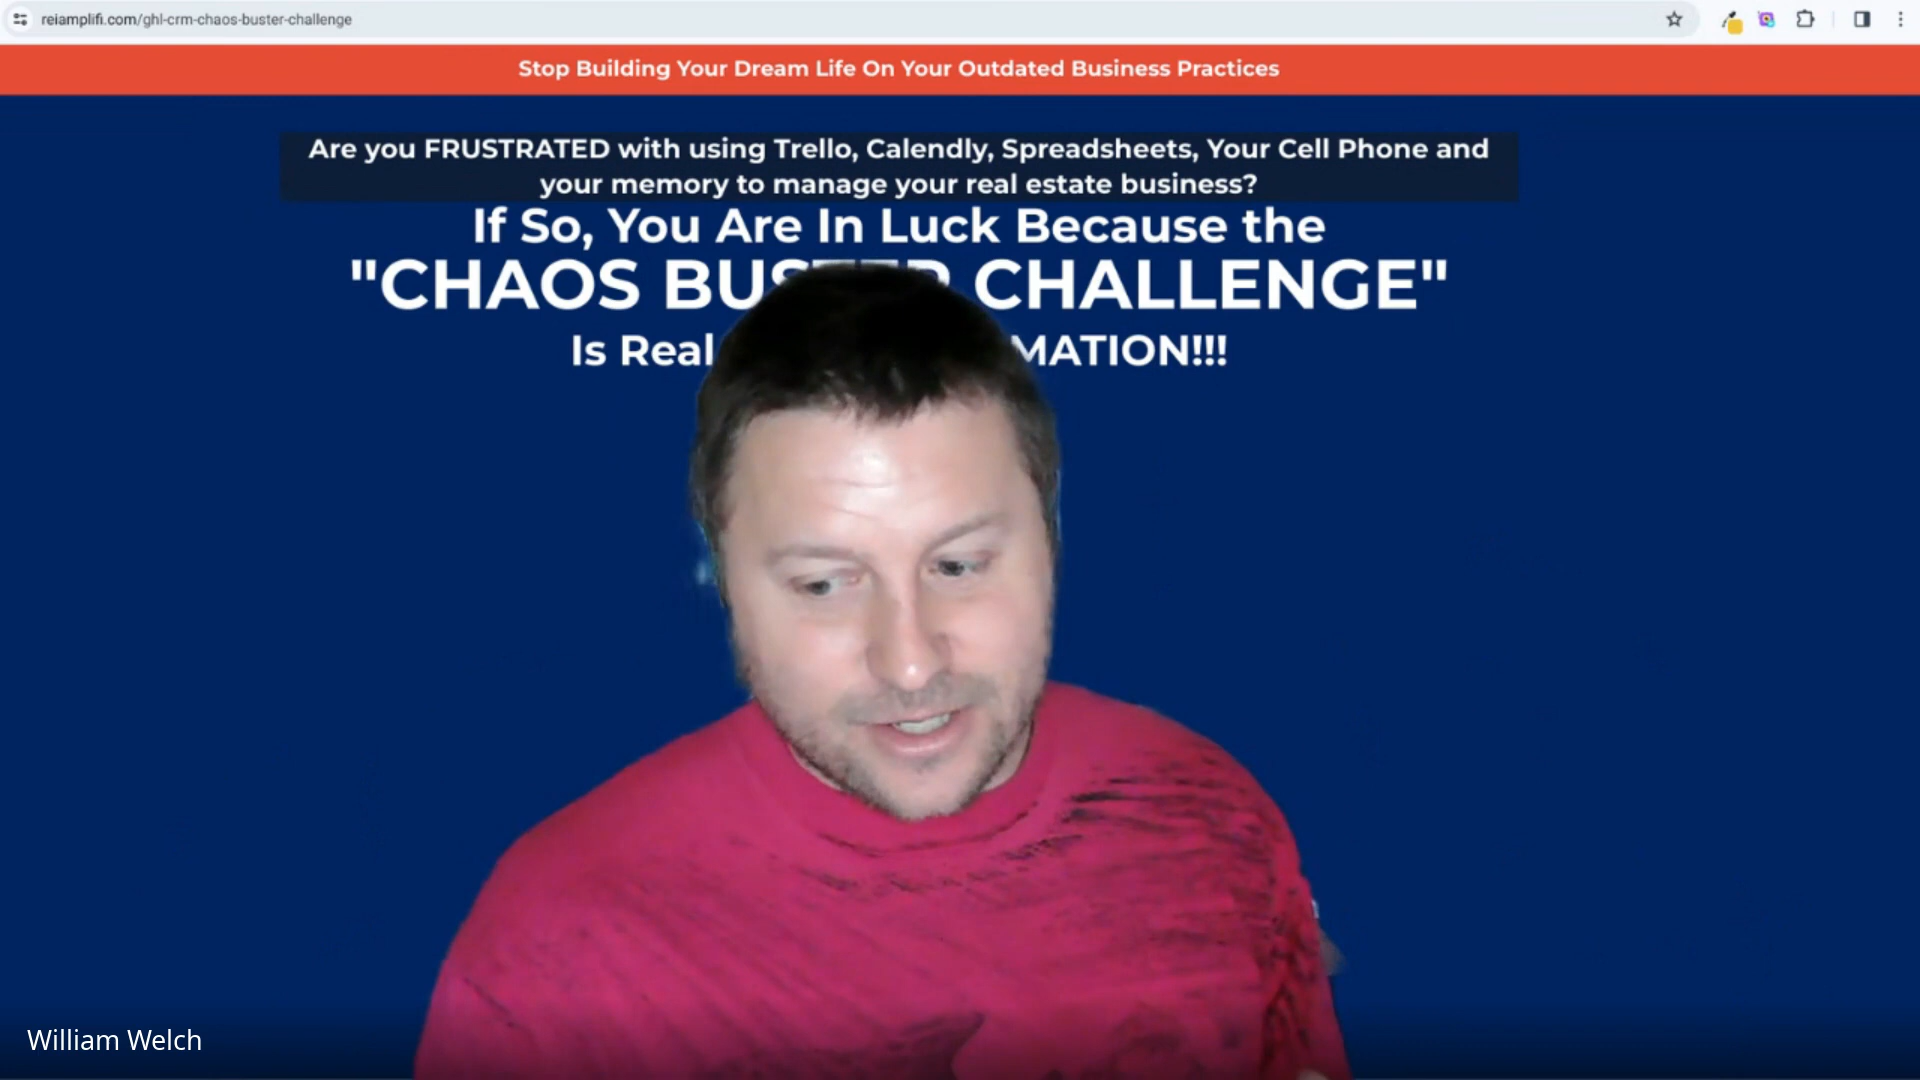 reiamplifi.com/ghl-crm-chaos-buster-challenge
Stop Building Your Dream Life On Your Outdated Business Practices
Are you FRUSTRATED with using Trello, Calendly, Spreadsheets, Your Cell Phone and
your memory to manage your real estate business?
If So, You Are In Luck Because the
"CHAOS BUSTER CHALLENGE"
Is Real MATION!!!
William Welch